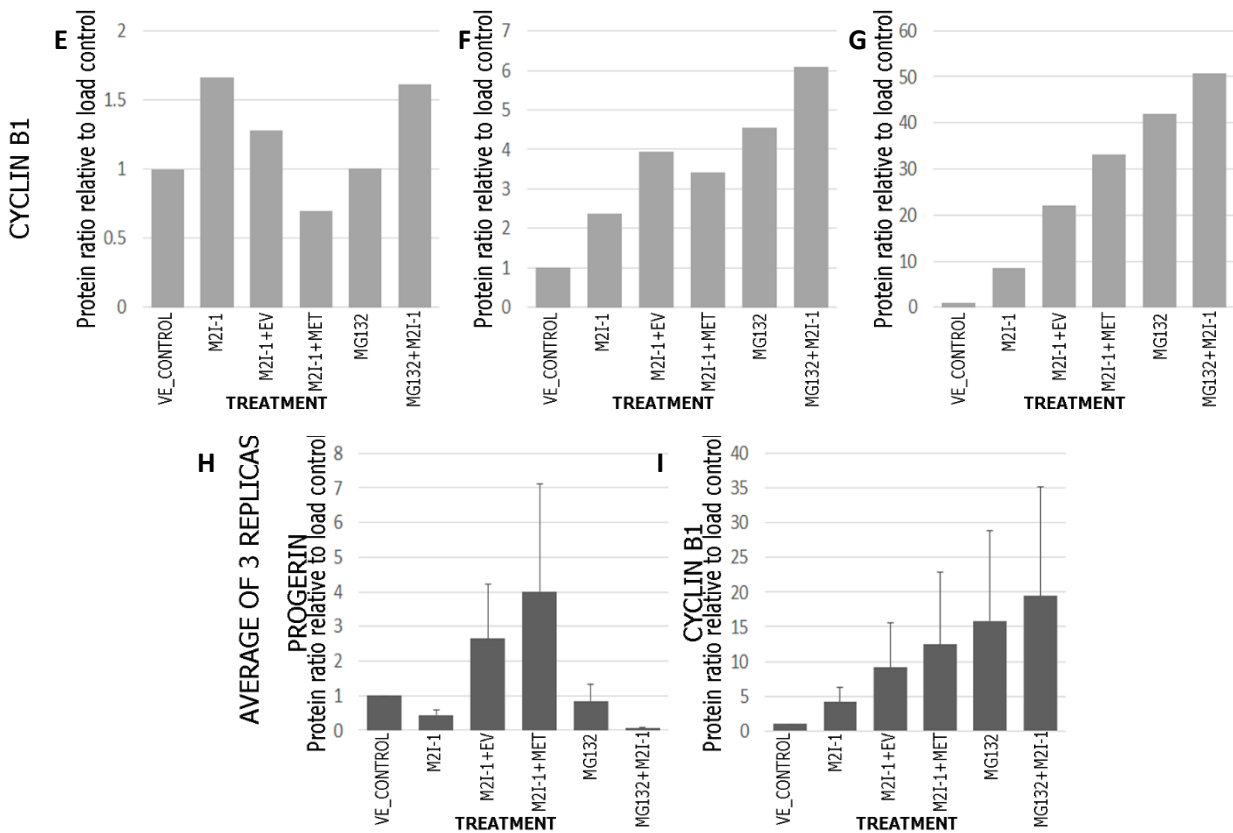 E
CYCLIN B1
Protein ratio relative to load control
2
1.5
1
0.5
0
VE_CONTROL
M2I-1
M2I-1+EV
M2I-1+MET
MG132
MG132+M2I-1
TREATMENT
F
Protein ratio relative to load control
7
6
5
4
3
2
1
0
VE_CONTROL
M2I-1
M2I-1+EV
M2I-1+MET
MG132
MG132+M2I-1
TREATMENT
G
Protein ratio relative to load control
60
50
40
30
20
10
0
VE_CONTROL
M2I-1
M2I-1+EV
M2I-1+MET
MG132
MG132+M2I-1
TREATMENT
H
AVERAGE OF 3 REPLICAS
PROGERIN
Protein ratio relative to load control
8
7
6
5
4
3
2
1
0
VE_CONTROL
M2I-1
M2I-1+EV
M2I-1+MET
MG132
MG132+M2I-1
TREATMENT
I
CYCLIN B1
Protein ratio relative to load control
40
35
30
25
20
15
10
5
0
VE_CONTROL
M2I-1
M2I-1+EV
M2I-1+MET
MG132
MG132+M2I-1
TREATMENT